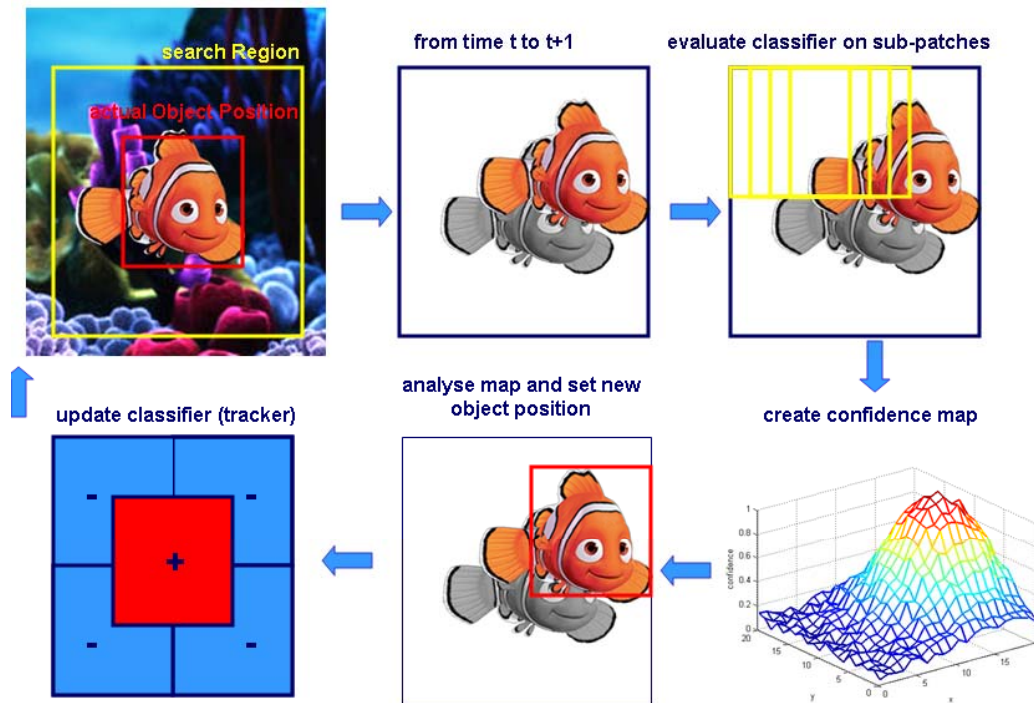 search Region
actual Object Position
from time t to t+1
evaluate classifier on sub-patches
update classifier (tracker)
-
-
+
-
-
analyse map and set new
object position
create confidence map
1
0.8
0.6
0.4
0.2
0
confidence
20
15
10
5
0
y
0
5
10
15
x